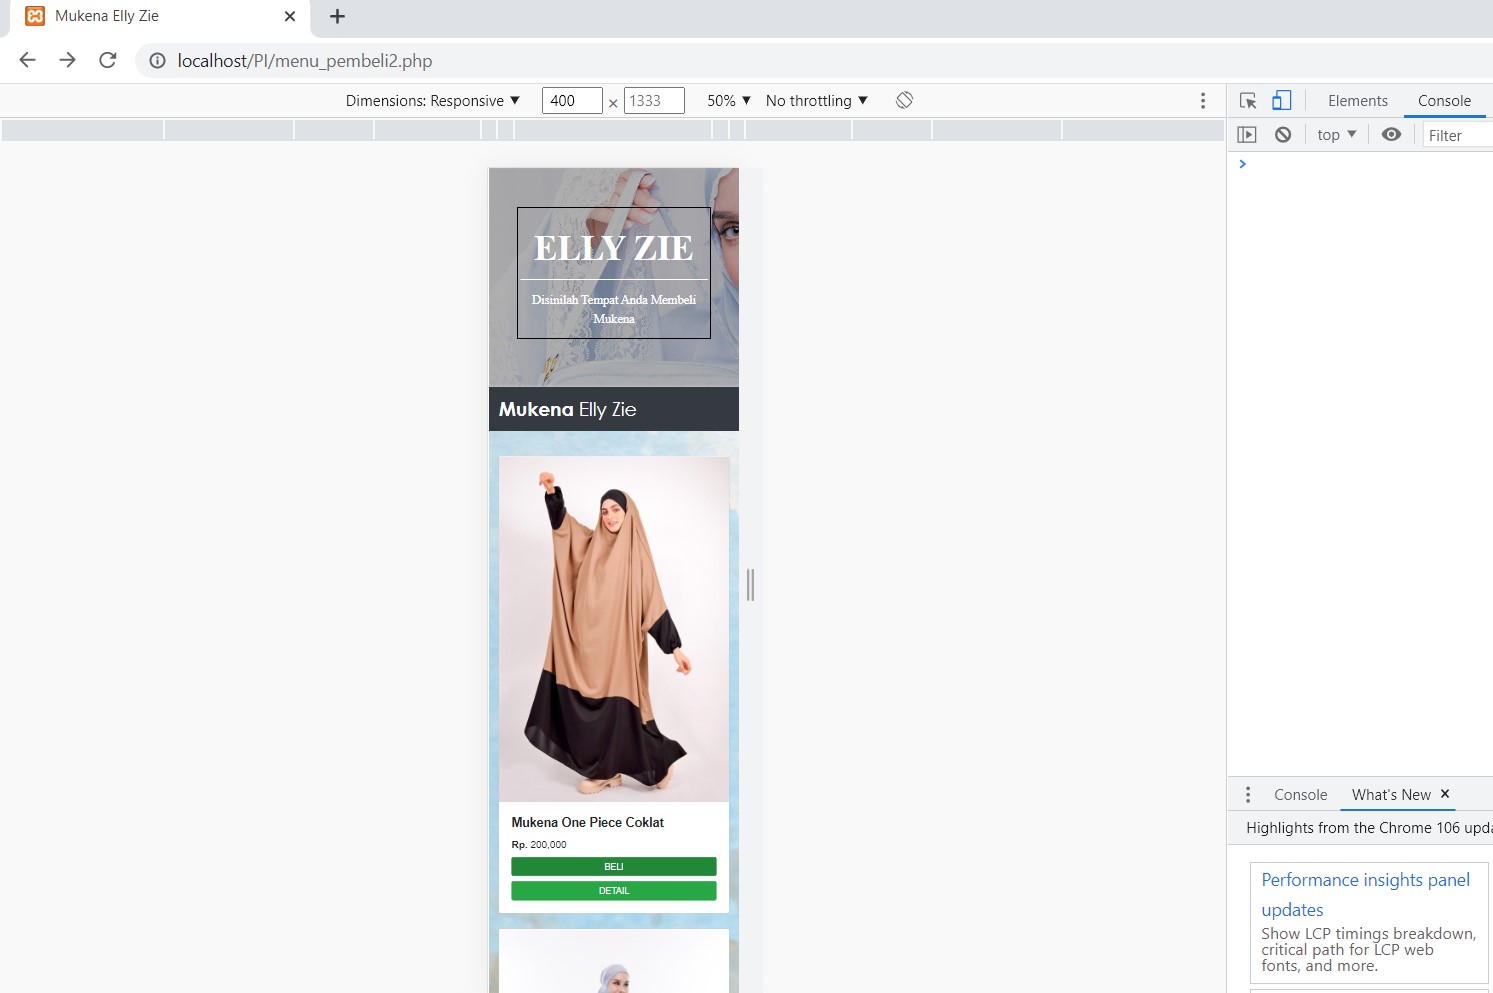 Mukena Elly Zie
localhost/PI/menu_pembeli2.php
Dimensions: Responsive 400 × 1333 50% No throttling
Elements Console
top Filter
ELLY ZIE
Disinilah Tempat Anda Membeli
Mukena
Mukena Elly Zie
Mukena One Piece Coklat
Rp. 200,000
BELI
DETAIL
Console What's New
Highlights from the Chrome 106 upda
Performance insights panel
updates
Show LCP timings breakdown,
critical path for LCP web
fonts, and more.